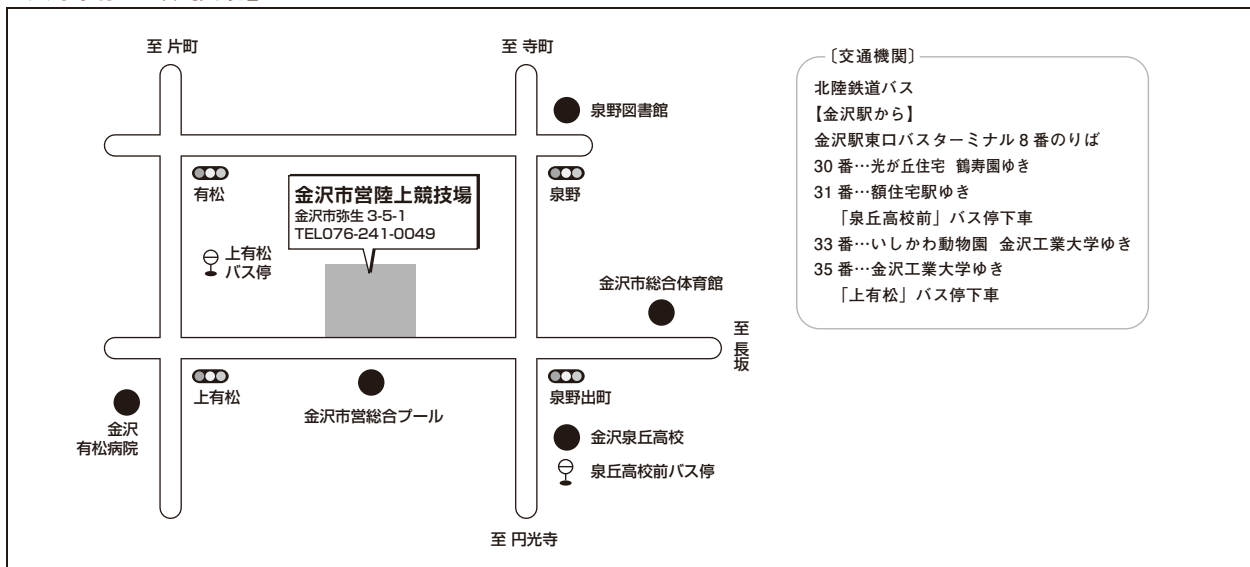 至 片町
至 寺町
泉野図書館
有松
泉野
金沢市営陸上競技場
金沢市弥生 3-5-1
TEL076-241-0049
上有松
バス停
金沢市総合体育館
至 長坂
上有松
金沢市営総合プール
泉野出町
金沢
有松病院
金沢泉丘高校
泉丘高校前バス停
至 円光寺
〔交通機関〕
北陸鉄道バス
【金沢駅から】
金沢駅東口バスターミナル 8 番のりば
30 番…光が丘住宅 鶴寿園ゆき
31 番…額住宅駅ゆき
「泉丘高校前」バス停下車
33 番…いしかわ動物園 金沢工業大学ゆき
35 番…金沢工業大学ゆき
「上有松」バス停下車